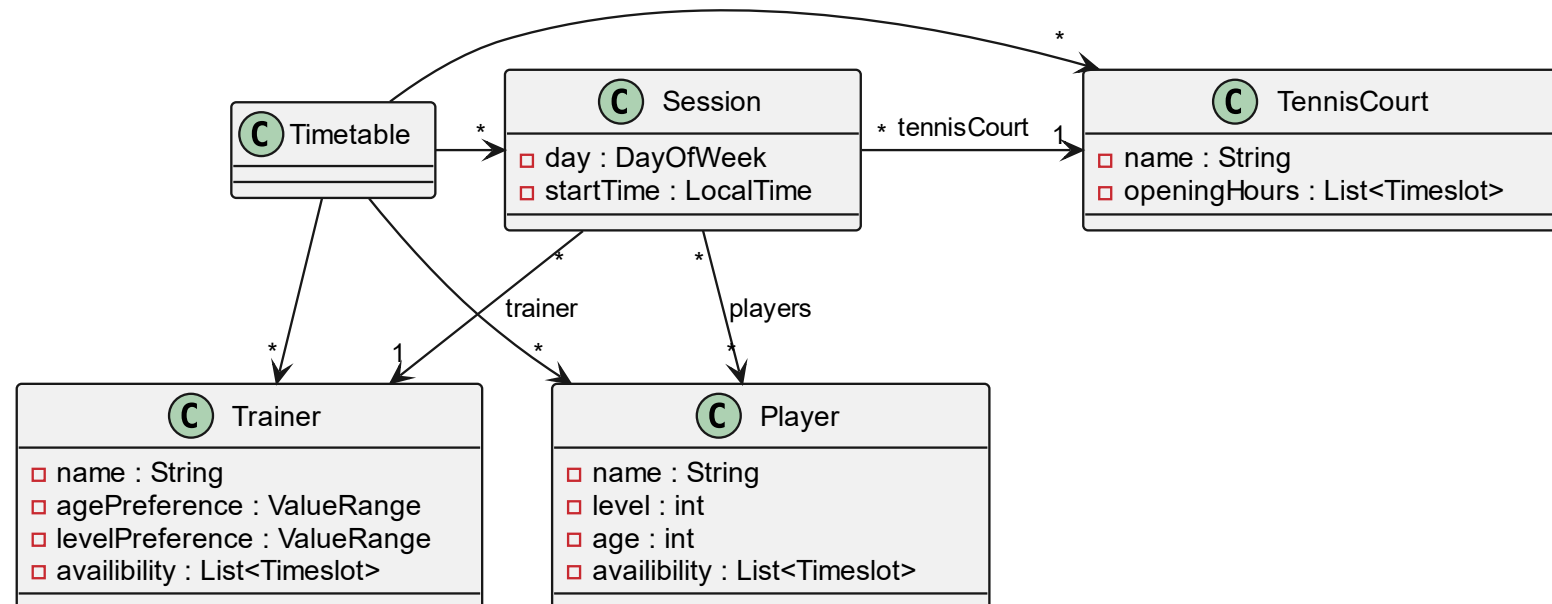 *
C Timetable
*
C Session
day : DayOfWeek
startTime : LocalTime
* tennisCourt 1
C TennisCourt
name : String
openingHours : List<Timeslot>
*
*
trainer
players
*
1
*
*
C Trainer
name : String
agePreference : ValueRange
levelPreference : ValueRange
availibility : List<Timeslot>
C Player
name : String
level : int
age : int
availibility : List<Timeslot>